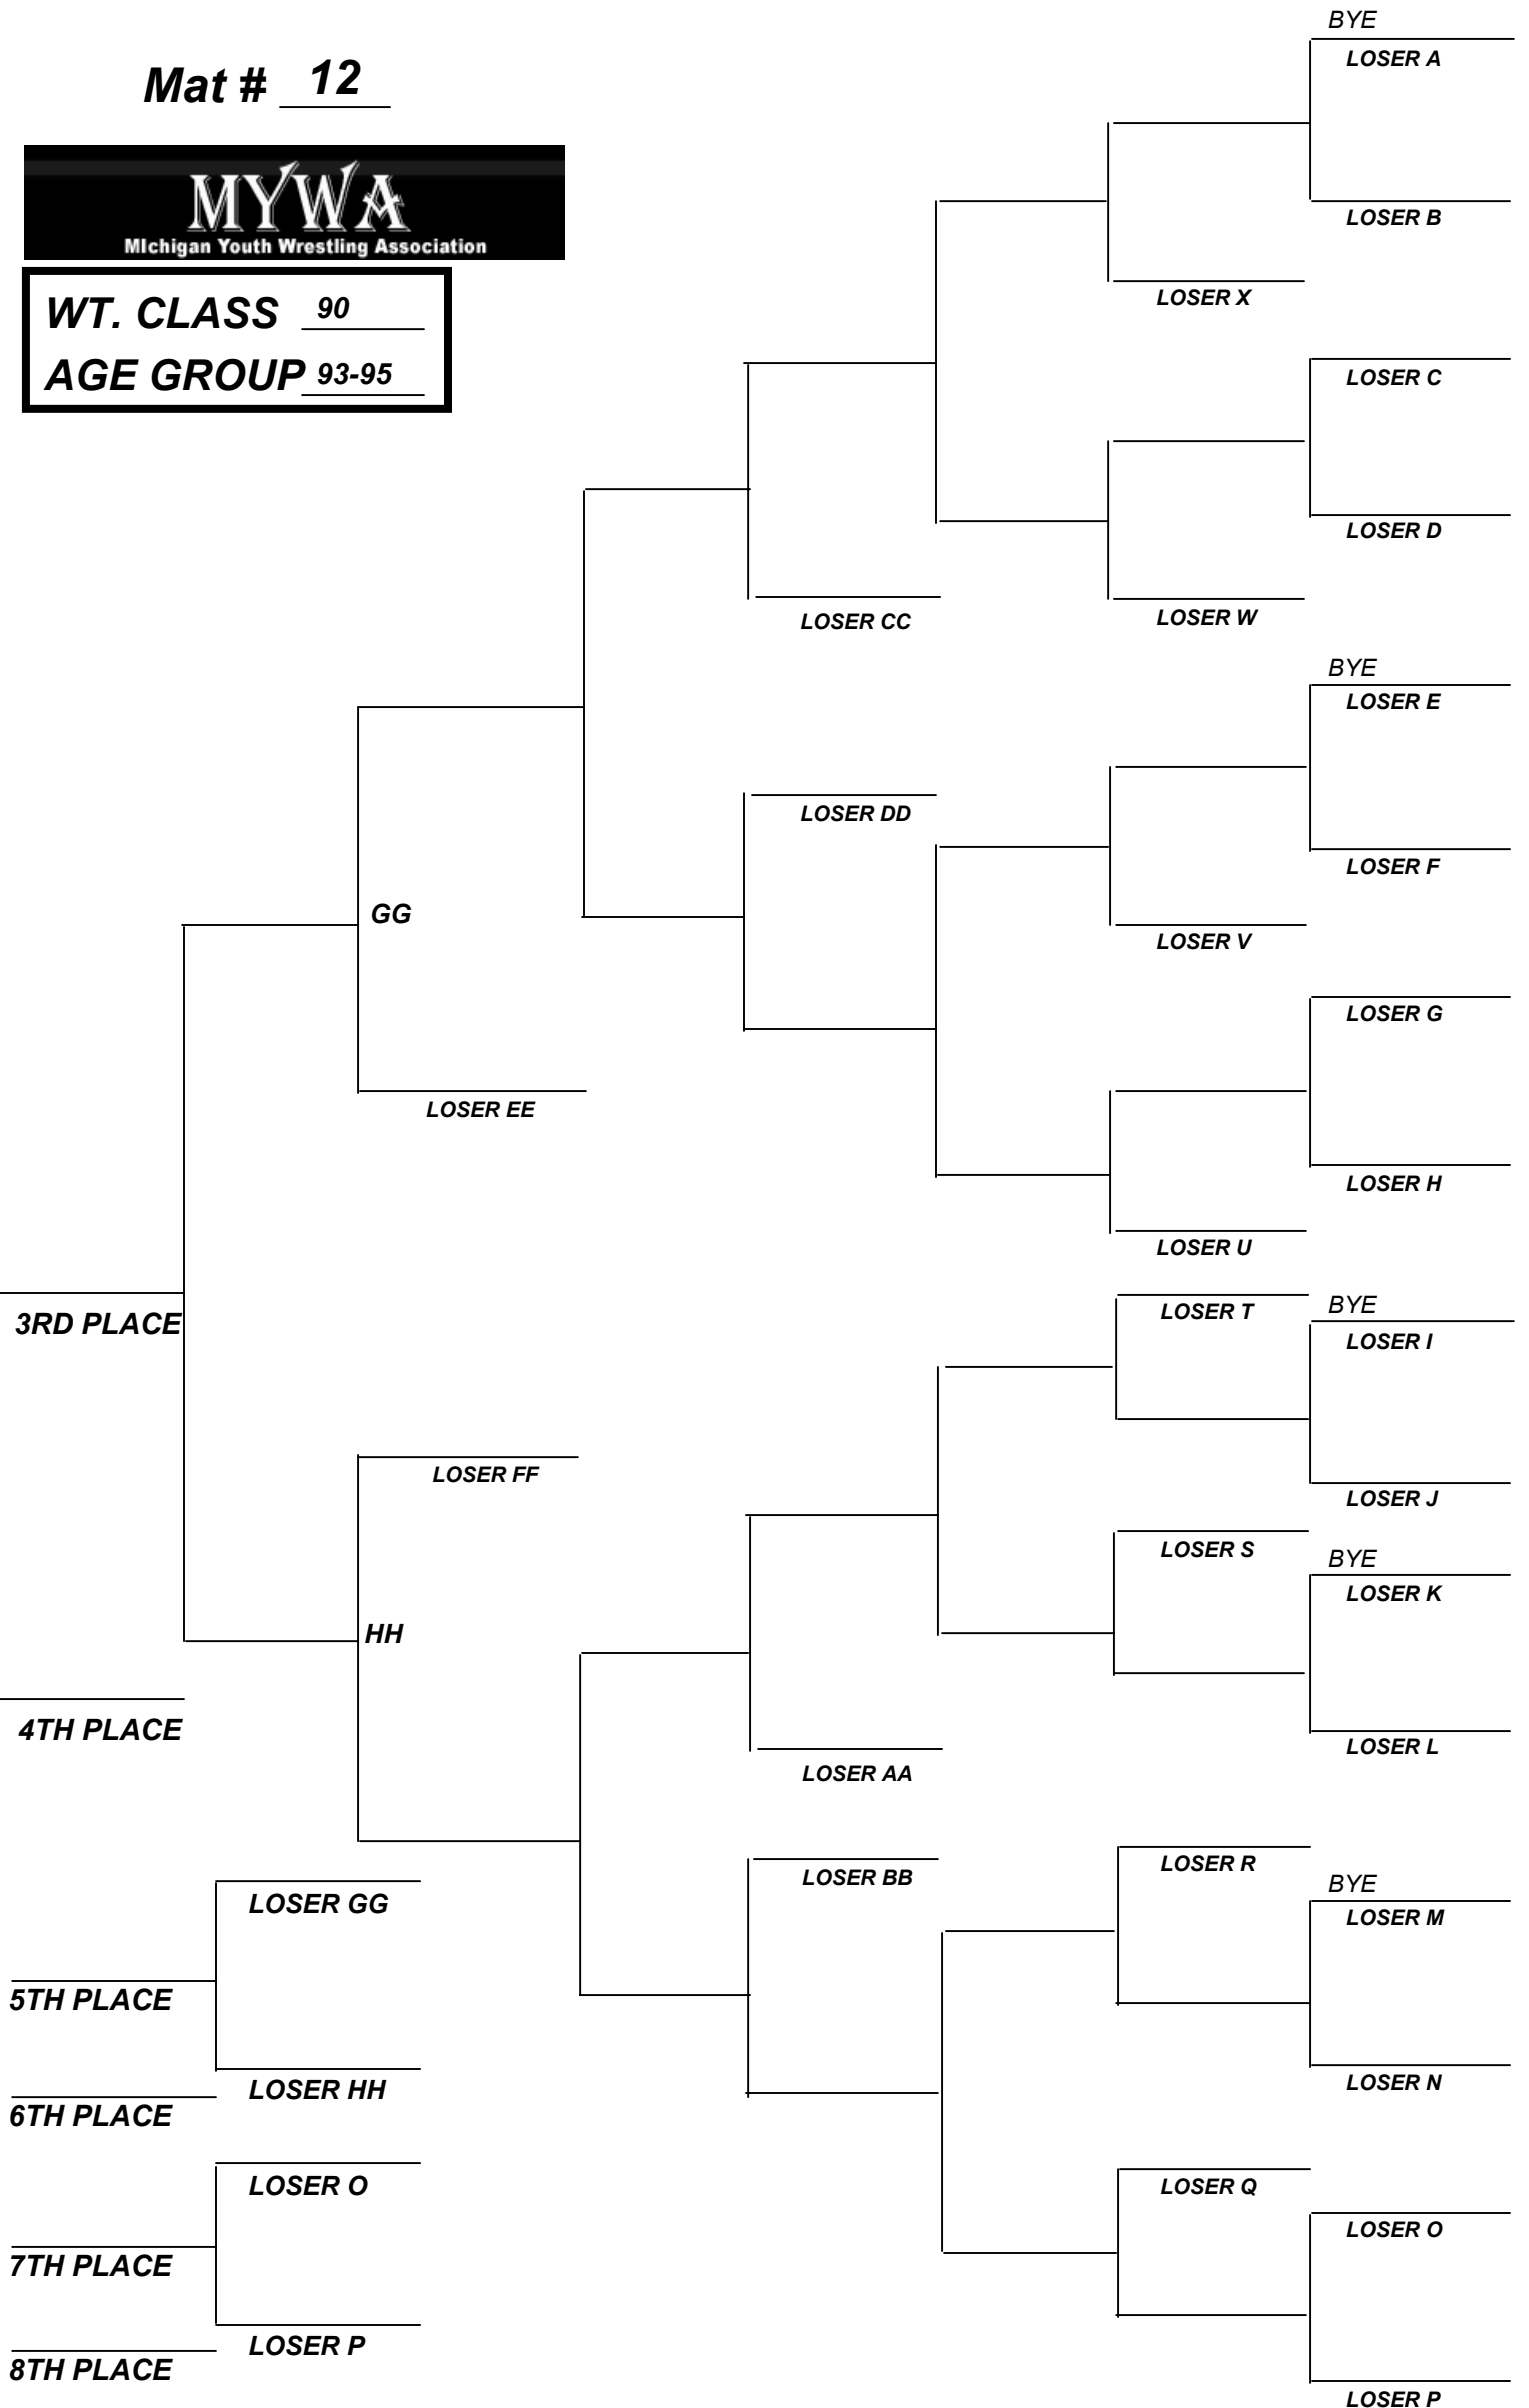 Mat # 12
MYWA
MIchigan Youth Wrestling Association
WT. CLASS 90
AGE GROUP 93-95
BYE
LOSER A
LOSER B
LOSER X
LOSER C
LOSER D
LOSER CC
LOSER W
BYE
LOSER E
LOSER DD
LOSER F
GG
LOSER V
LOSER G
LOSER EE
LOSER H
LOSER U
3RD PLACE
LOSER T
BYE
LOSER I
LOSER FF
LOSER J
LOSER S
BYE
LOSER K
HH
4TH PLACE
LOSER L
LOSER AA
LOSER BB
LOSER R
BYE
LOSER GG
LOSER M
5TH PLACE
LOSER HH
LOSER N
6TH PLACE
LOSER O
LOSER Q
LOSER O
7TH PLACE
LOSER P
8TH PLACE
LOSER P